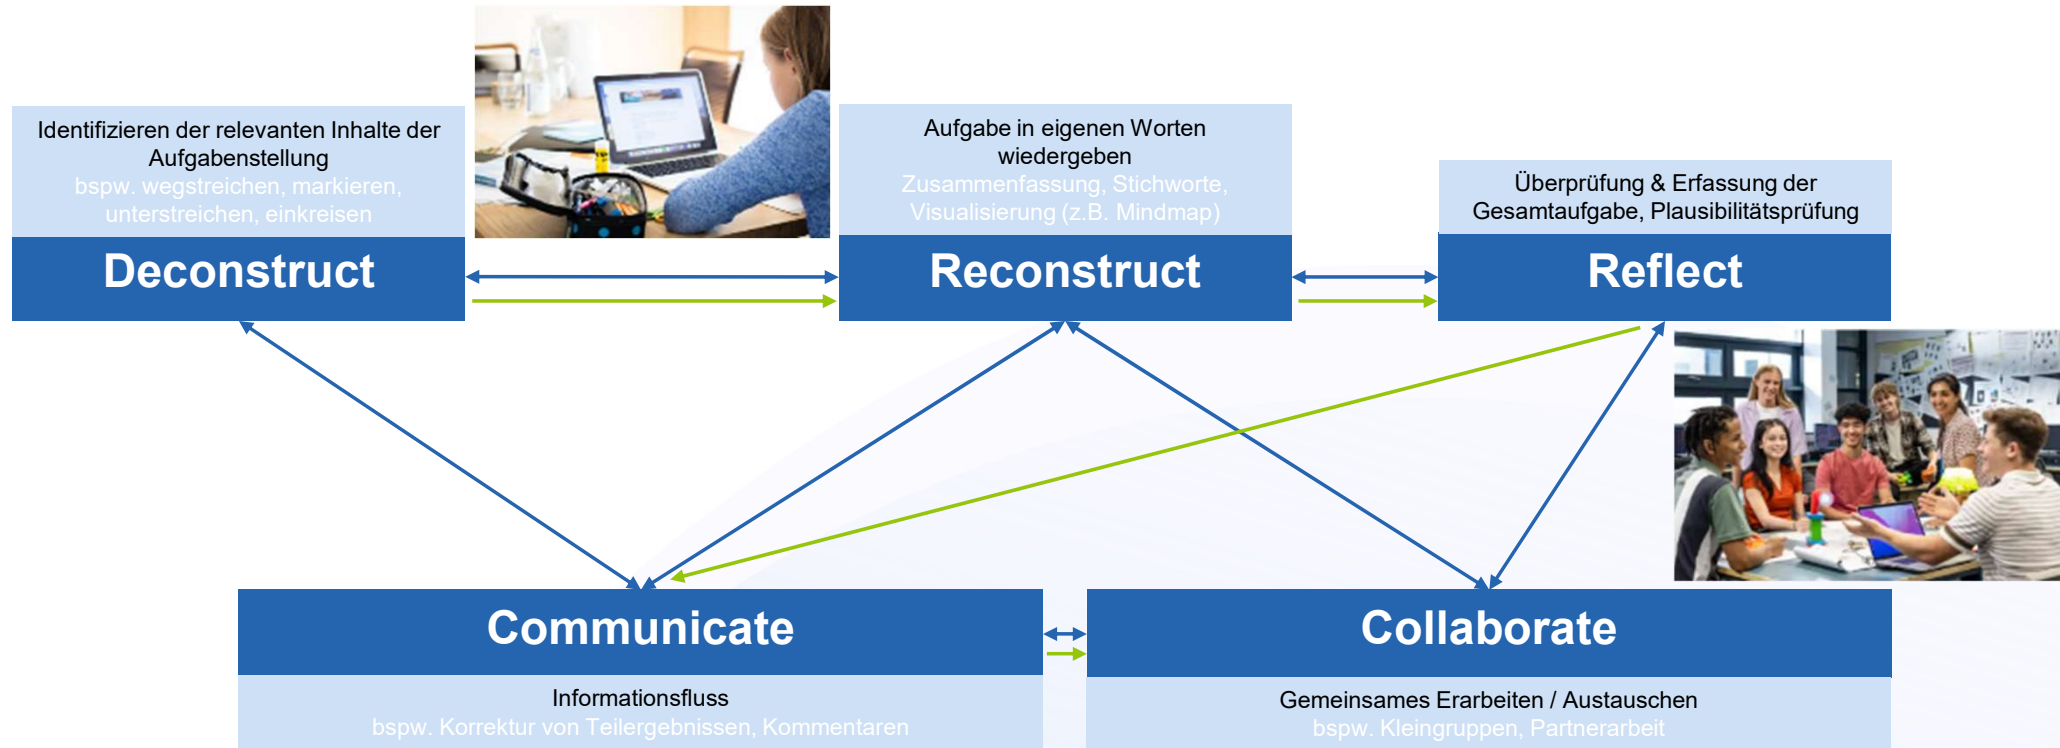 Identifizieren der relevanten Inhalte der
Aufgabenstellung
bspw. wegstreichen, markieren,
unterstreichen, einkreisen
Deconstruct
Aufgabe in eigenen Worten
wiedergeben
Zusammenfassung, Stichworte,
Visualisierung (z.B. Mindmap)
Reconstruct
Überprüfung & Erfassung der
Gesamtaufgabe, Plausibilitätsprüfung
Reflect
Communicate
Informationsfluss
bspw. Korrektur von Teilergebnissen, Kommentaren
Collaborate
Gemeinsames Erarbeiten / Austauschen
bspw. Kleingruppen, Partnerarbeit